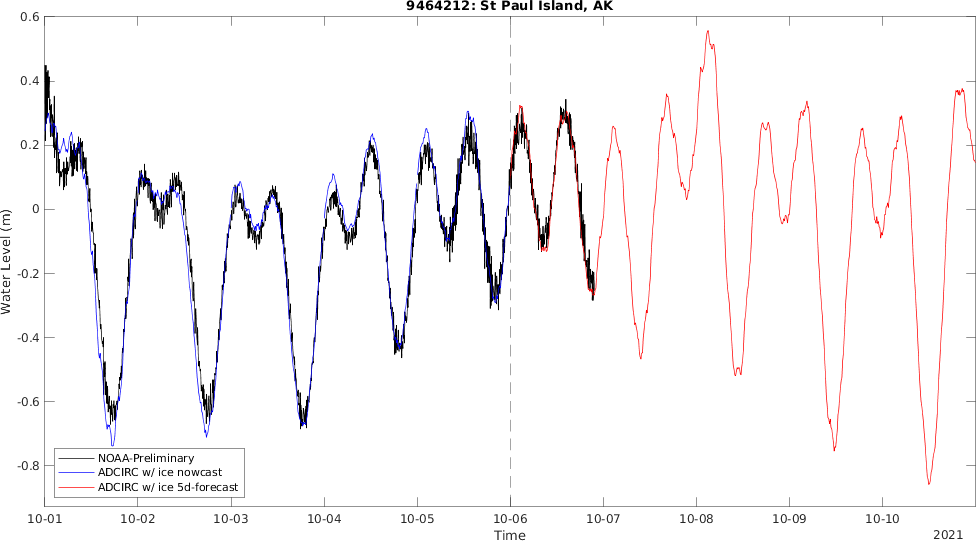 9464212: St Paul Island, AK
0.6
0.4
0.2
0
-0.2
-0.4
-0.6
-0.8
Water Level (m)
NOAA-Preliminary
ADCIRC w/ ice nowcast
ADCIRC w/ ice 5d-forecast
10-01 10-02 10-03 10-04 10-05 10-06 10-07 10-08 10-09 10-10
Time
2021